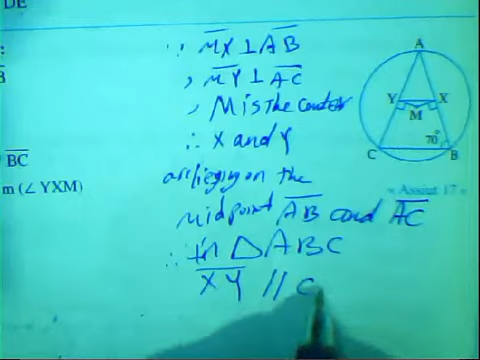 DE
∵ MX ⊥ AB
, MY ⊥ AC
, M is the center
∴ X and Y
are lieging on the
midpoint AB and AC
∴ in △ ABC
XY // C
:
B
BC
m (∠ YXM)
A
Y
X
M
70°
C
B
« Assiut 17 »